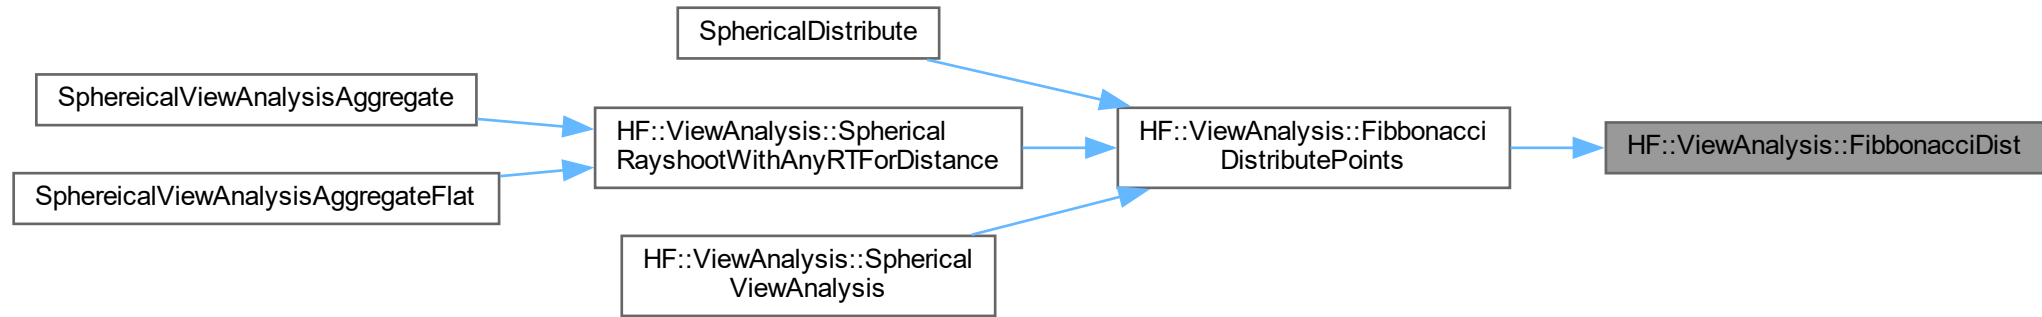 SphericalDistribute
SphereicalViewAnalysisAggregate
SphereicalViewAnalysisAggregateFlat
HF::ViewAnalysis::Spherical
RayshootWithAnyRTForDistance
HF::ViewAnalysis::Spherical
ViewAnalysis
HF::ViewAnalysis::Fibbonacci
DistributePoints
HF::ViewAnalysis::FibbonacciDist